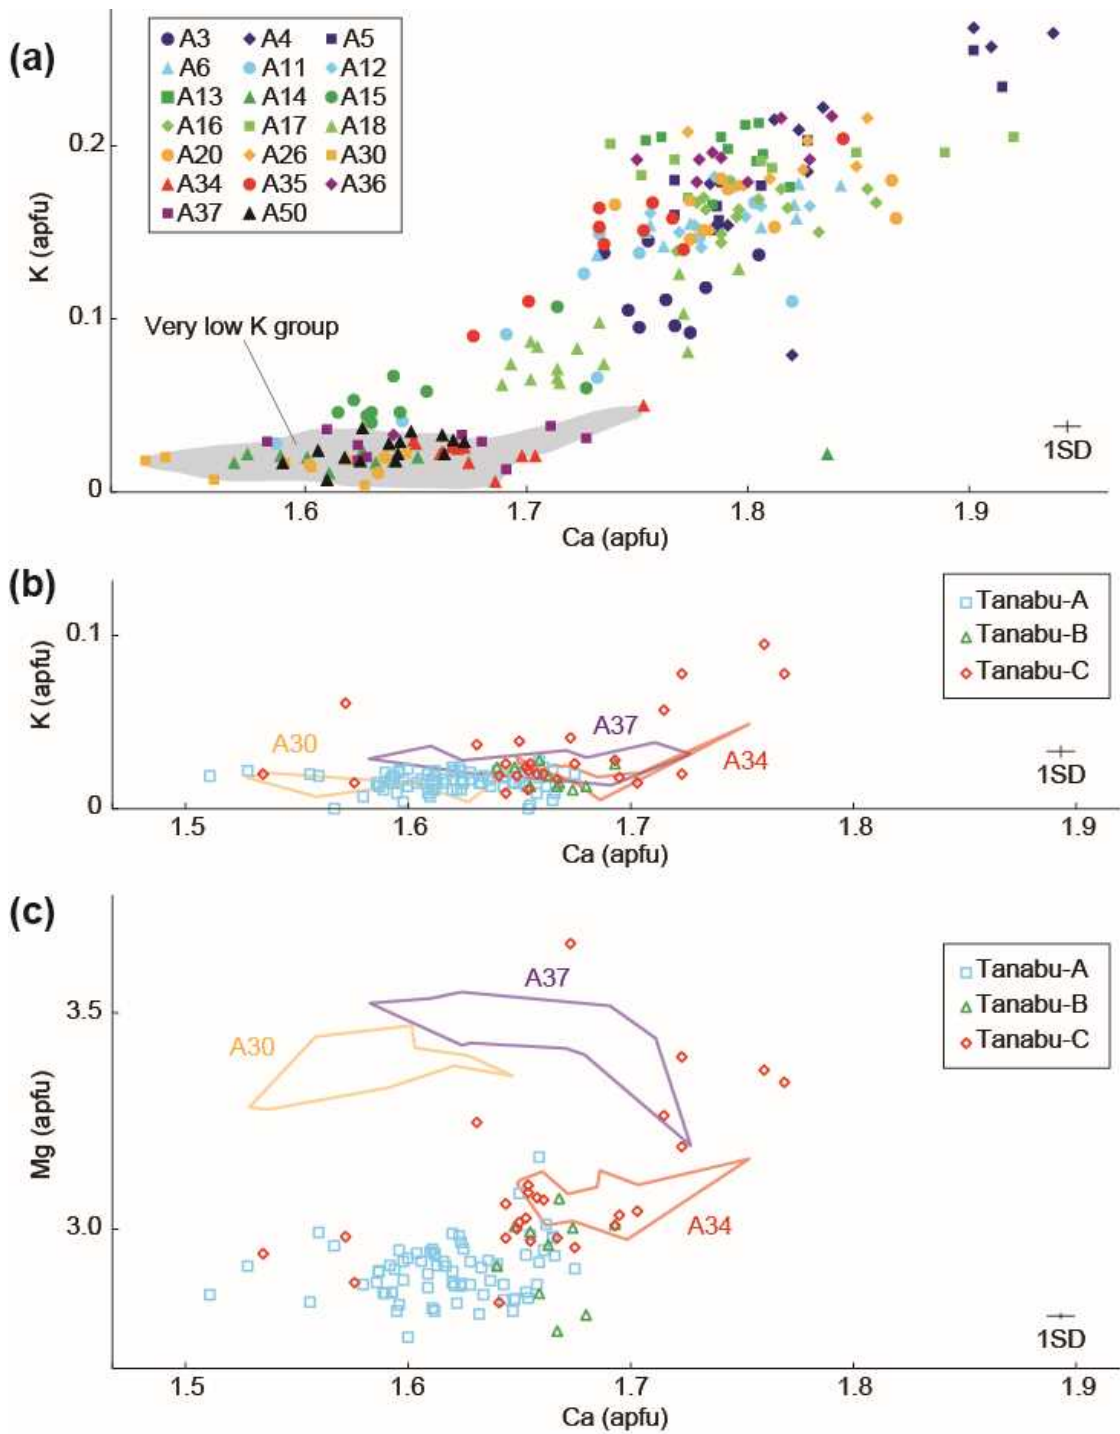 (a)
A3 A4 A5
A6 A11 A12
A13 A14 A15
A16 A17 A18
A20 A26 A30
A34 A35 A36
A37 A50
0.2
0.1
0
K (apfu)
Very low K group
1SD
1.6 1.7 1.8 1.9
Ca (apfu)
(b)
Tanabu-A
Tanabu-B
Tanabu-C
0.1
0
K (apfu)
A30
A37
A34
1SD
1.5 1.6 1.7 1.8 1.9
Ca (apfu)
(c)
Tanabu-A
Tanabu-B
Tanabu-C
3.5
3.0
Mg (apfu)
A37
A30
A34
1SD
1.5 1.6 1.7 1.8 1.9
Ca (apfu)